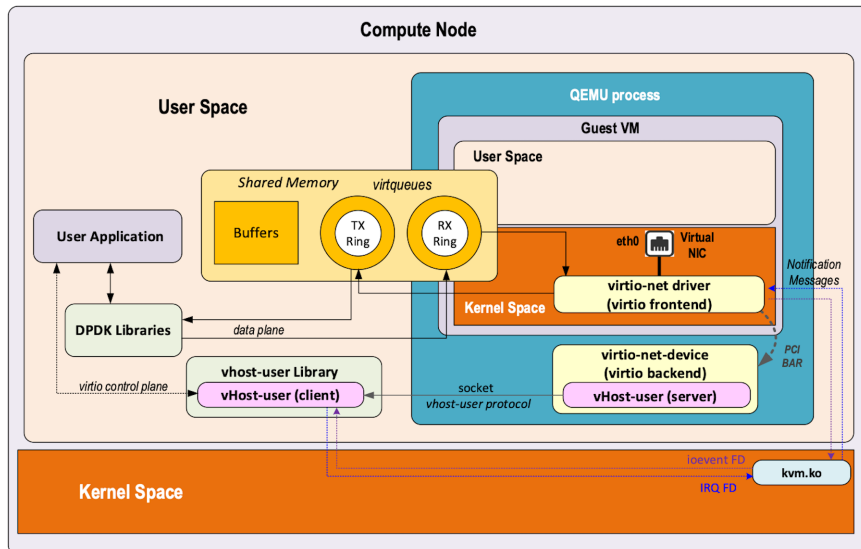 Compute Node
User Space
QEMU process
Guest VM
User Space
Shared Memory
virtqueues
Buffers
TX
Ring
RX
Ring
eth0
Virtual
NIC
User Application
virtio-net driver
(virtio frontend)
Notification
Messages
Kernel Space
DPDK Libraries
data plane
PCI
BAR
vhost-user Library
vHost-user (client)
virtio control plane
socket
vhost-user protocol
virtio-net-device
(virtio backend)
vHost-user (server)
ioevent FD
Kernel Space
IRQ FD
kvm.ko